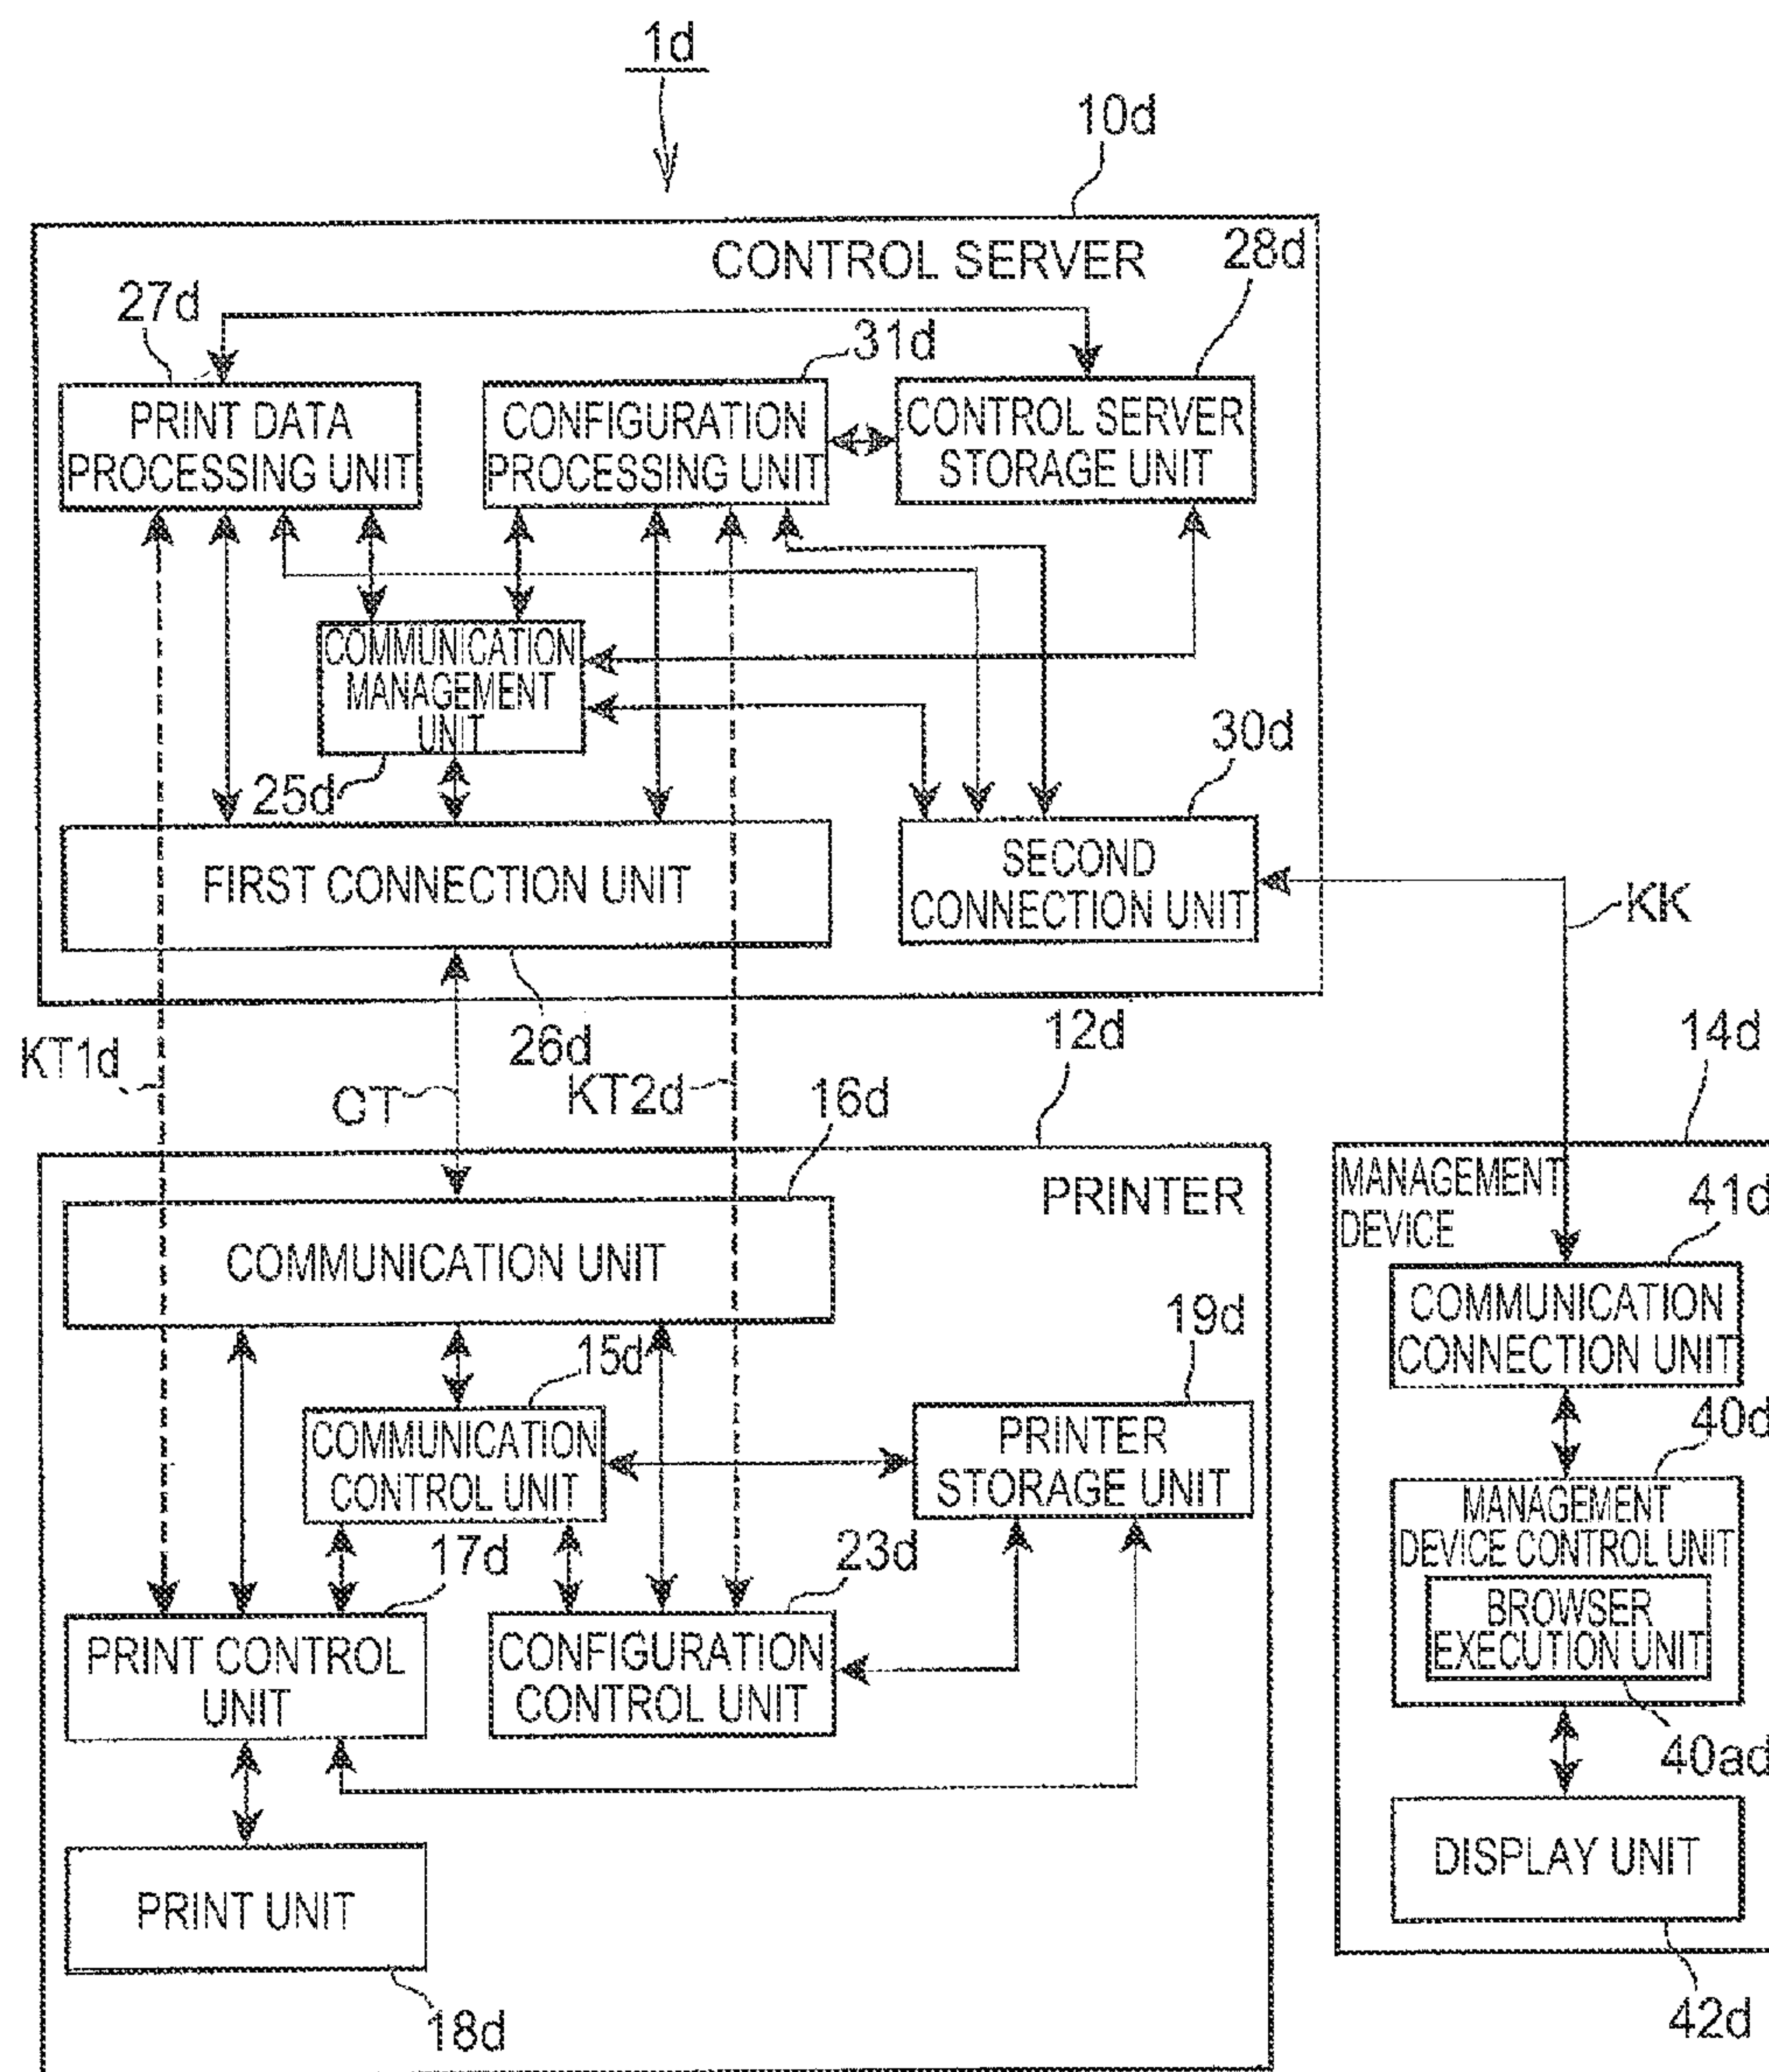 1d
10d
CONTROL SERVER
28d
27d
31d
PRINT DATA
PROCESSING UNIT
CONFIGURATION
PROCESSING UNIT
CONTROL SERVER
STORAGE UNIT
COMMUNICATION
MANAGEMENT
UNIT
25d
30d
FIRST CONNECTION UNIT
SECOND
CONNECTION UNIT
KK
26d
12d
14d
KT1d
CT
KT2d
16d
PRINTER
MANAGEMENT
DEVICE
41d
COMMUNICATION UNIT
COMMUNICATION
CONNECTION UNIT
15d
19d
COMMUNICATION
CONTROL UNIT
PRINTER
STORAGE UNIT
40d
MANAGEMENT
DEVICE CONTROL UNIT
17d
23d
BROWSER
EXECUTION UNIT
PRINT CONTROL
UNIT
CONFIGURATION
CONTROL UNIT
40ad
DISPLAY UNIT
PRINT UNIT
18d
42d